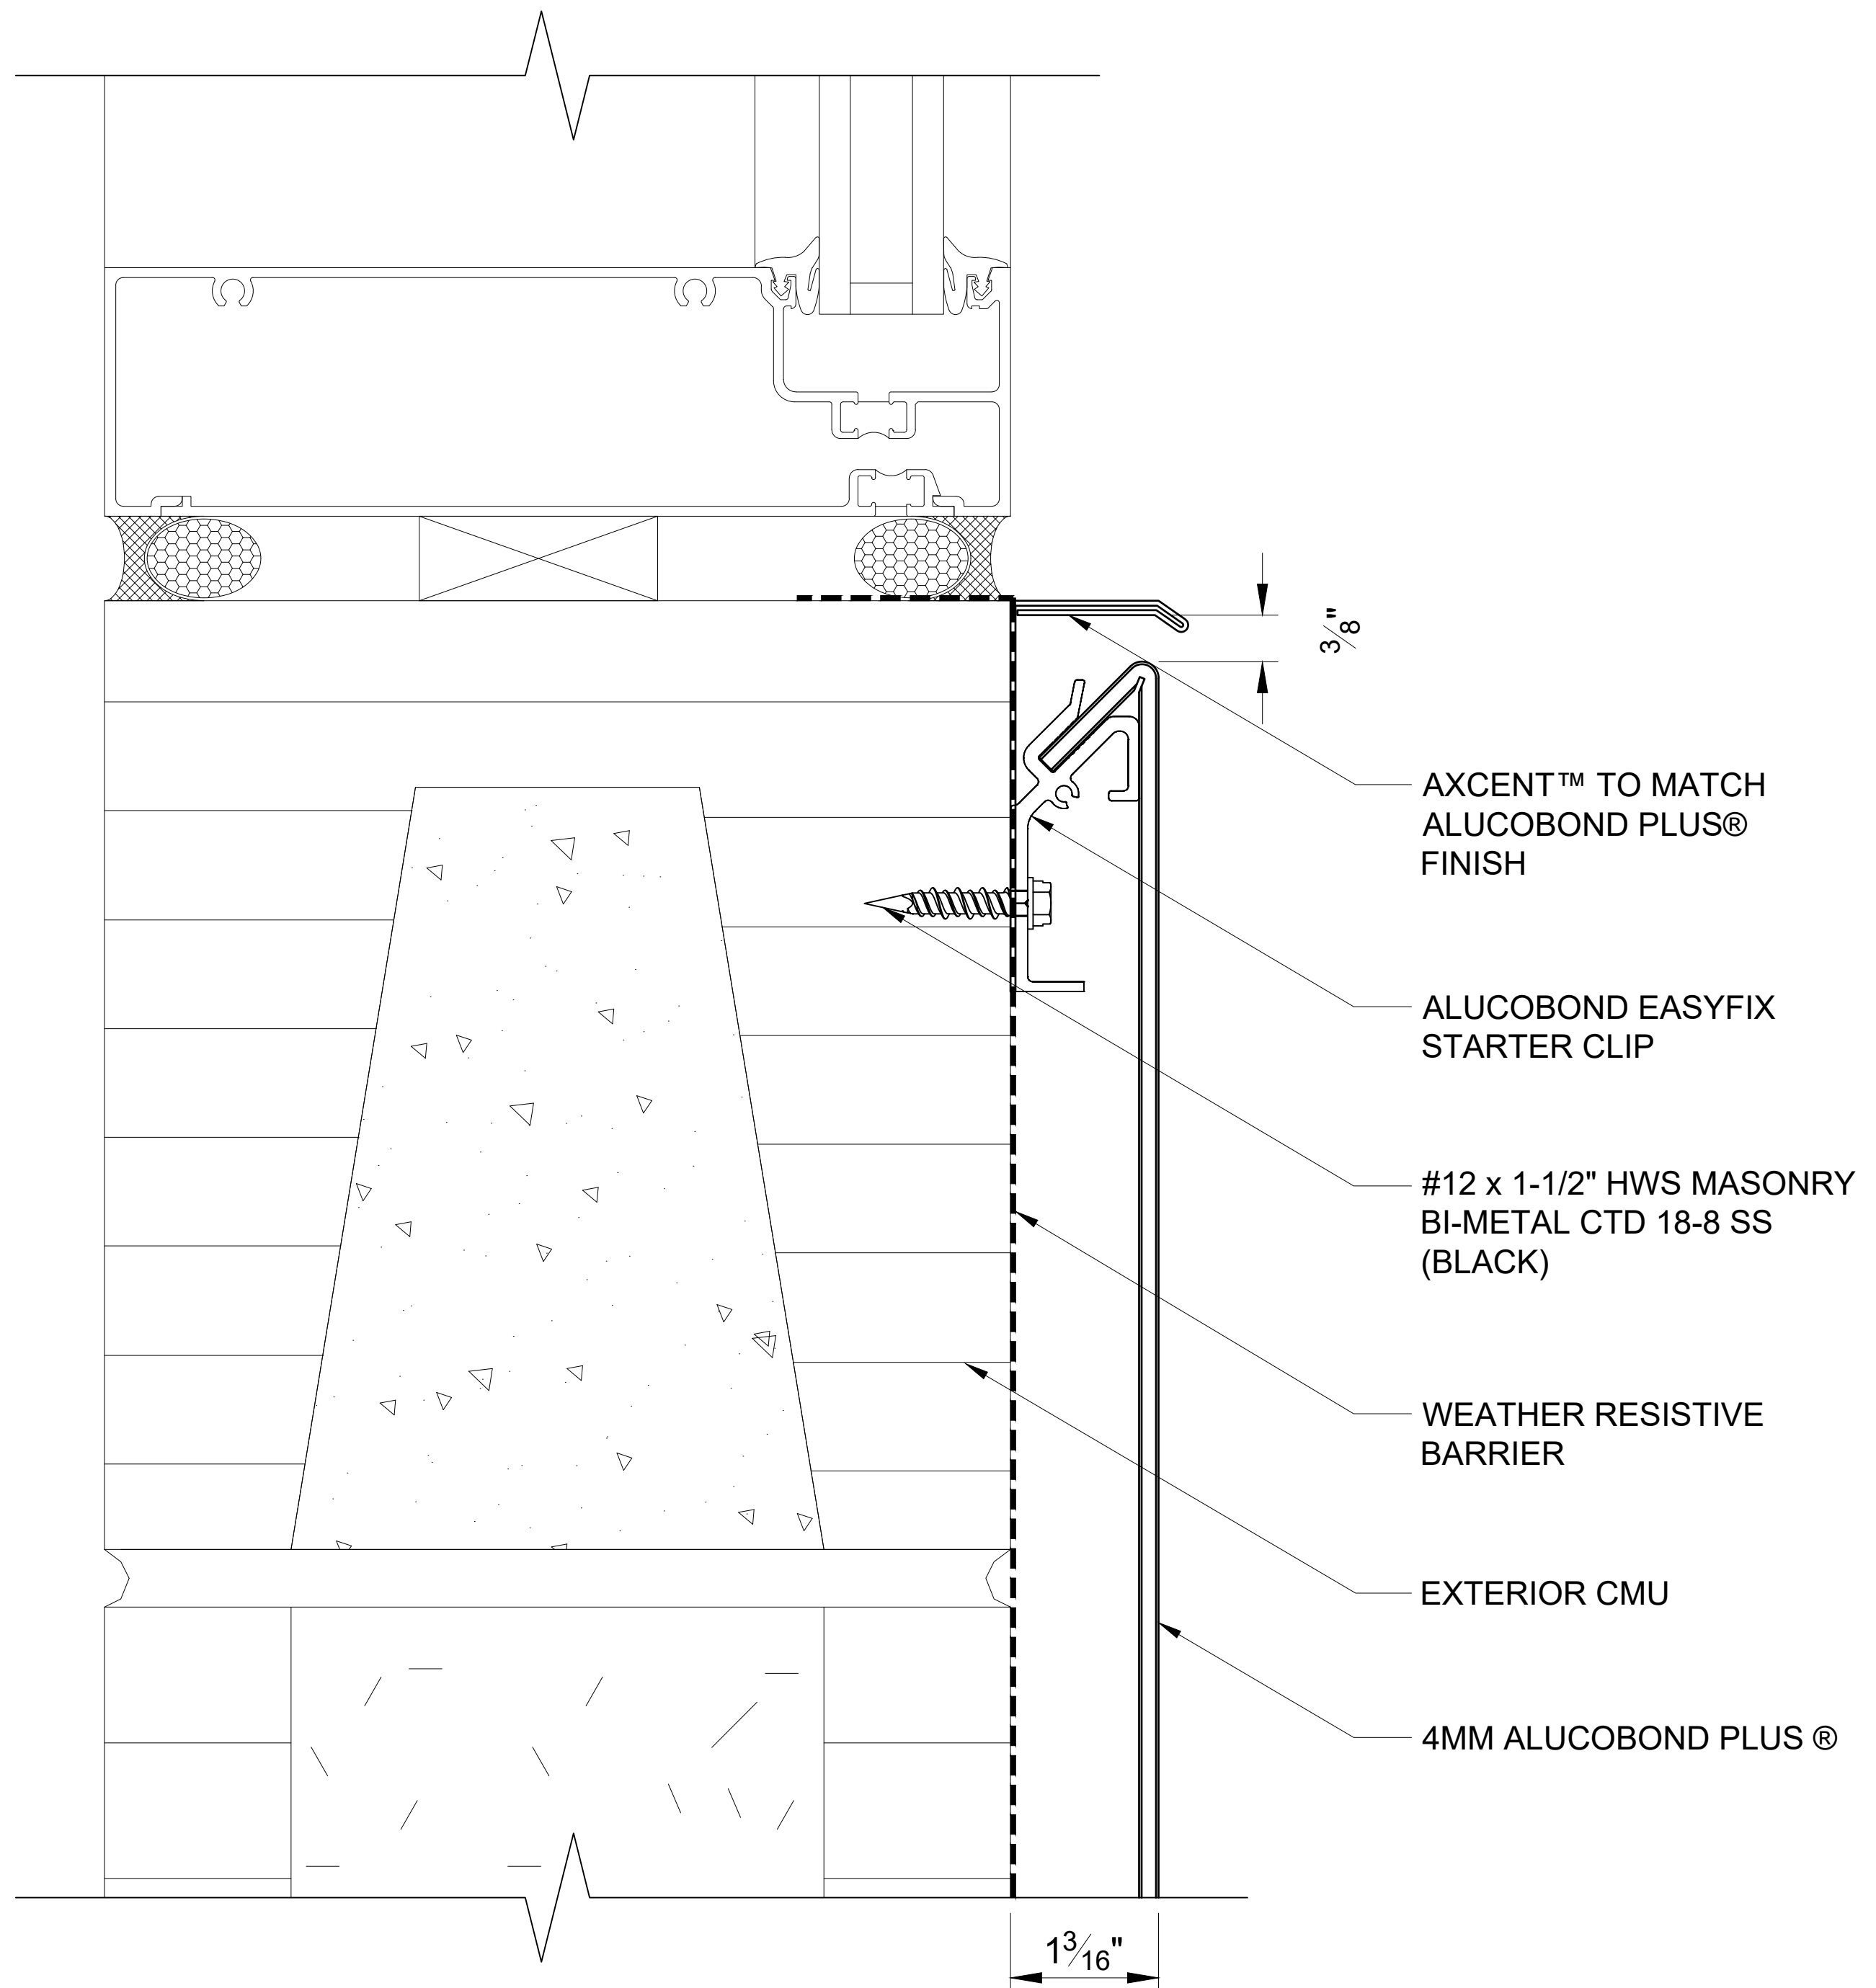 3/8"
AXCENT™ TO MATCH
ALUCOBOND PLUS®
FINISH
ALUCOBOND EASYFIX
STARTER CLIP
#12 x 1-1/2" HWS MASONRY
BI-METAL CTD 18-8 SS
(BLACK)
WEATHER RESISTIVE
BARRIER
EXTERIOR CMU
4MM ALUCOBOND PLUS ®
1 3/16"